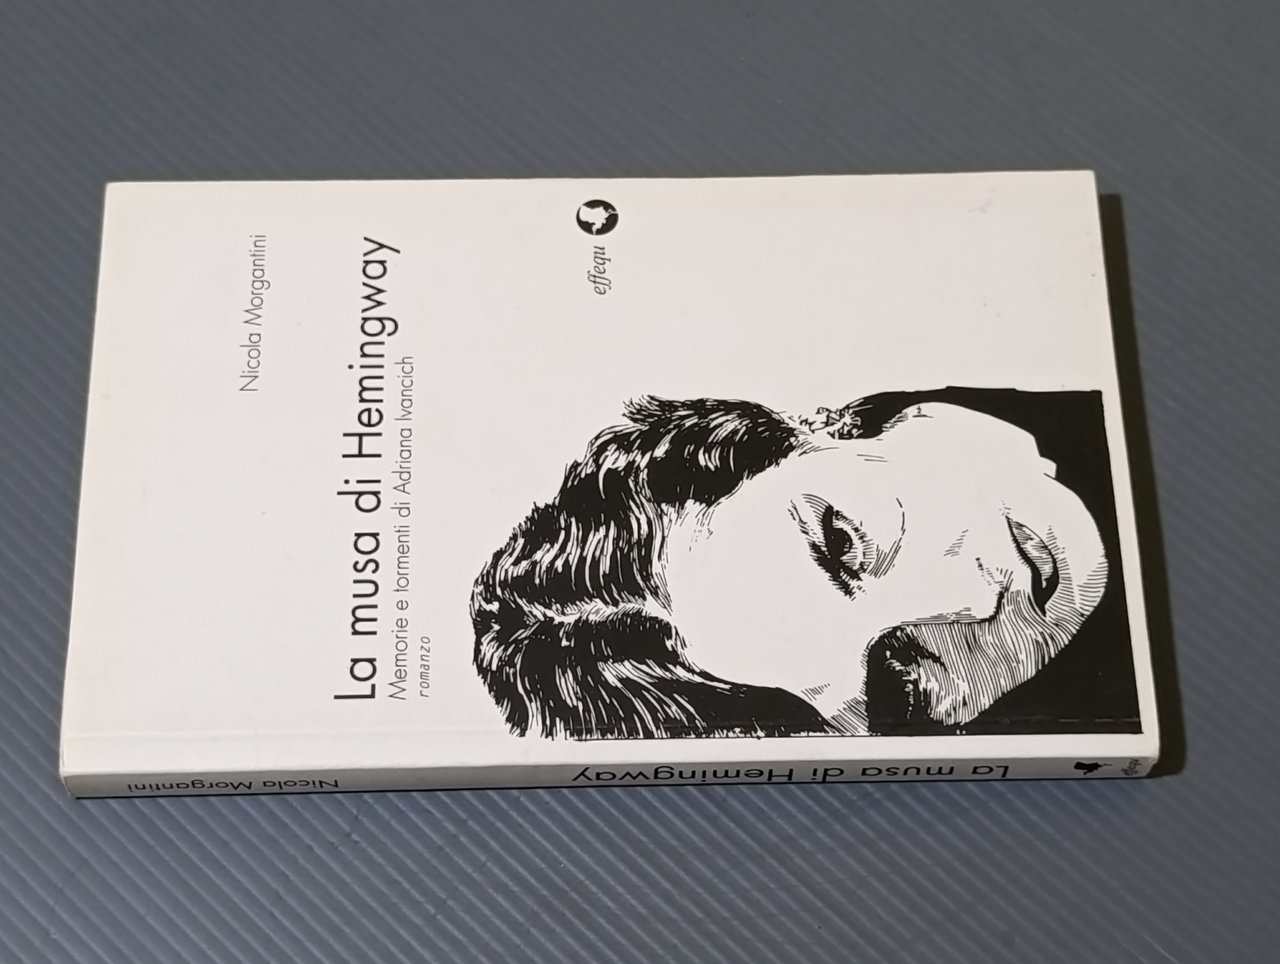 Nicola Morgantini
La musa di Hemingway
Memorie e tormenti di Adriana Ivancich
romanzo
effequ
Nicola Morgantini
La musa di Hemingway
effequ